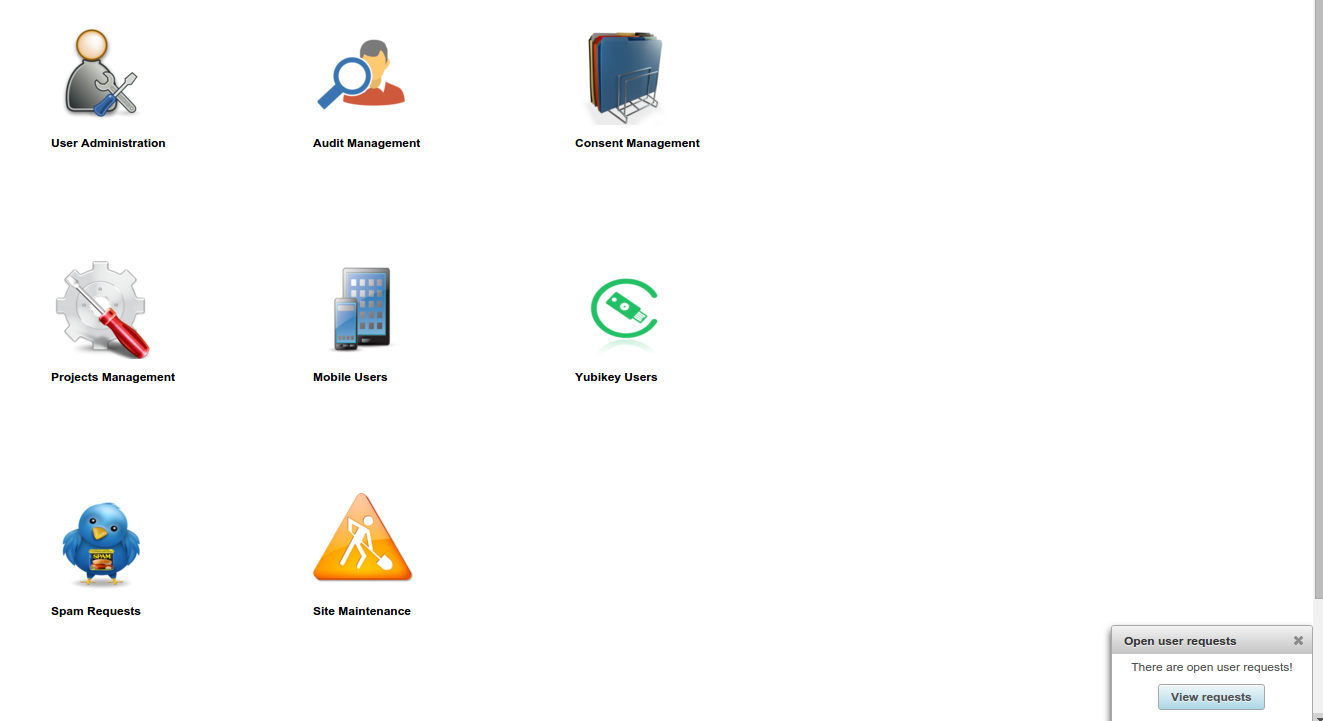 User Administration
Audit Management
Consent Management
Projects Management
Mobile Users
Yubikey Users
SPAM
Spam Requests
Site Maintenance
Open user requests
There are open user requests!
View requests